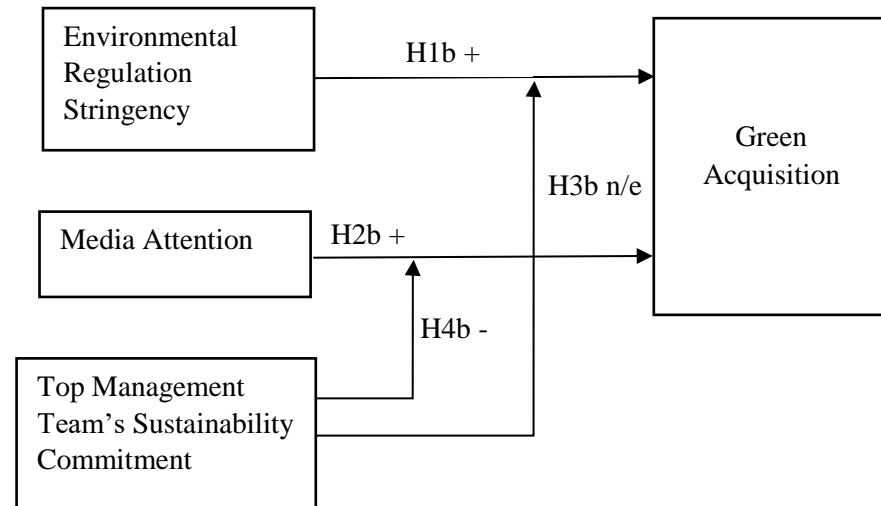 Environmental
Regulation
Stringency
H1b +
Green
Acquisition
H3b n/e
Media Attention
H2b +
H4b -
Top Management
Team’s Sustainability
Commitment